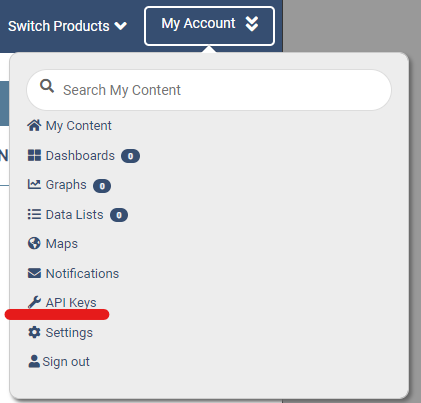 Switch Products
My Account
Search My Content
N
My Content
Dashboards 0
Graphs 0
Data Lists 0
Maps
Notifications
API Keys
Settings
Sign out